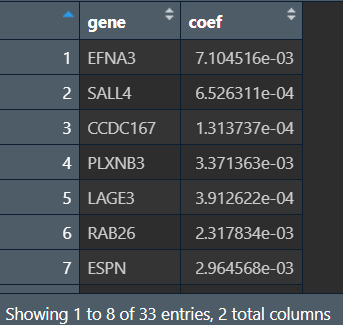 gene coef
1 EFNA3 7.104516e-03
2 SALL4 6.526311e-04
3 CCDC167 1.313737e-04
4 PLXNB3 3.371363e-03
5 LAGE3 3.912622e-04
6 RAB26 2.317834e-03
7 ESPN 2.964568e-03
Showing 1 to 8 of 33 entries, 2 total columns